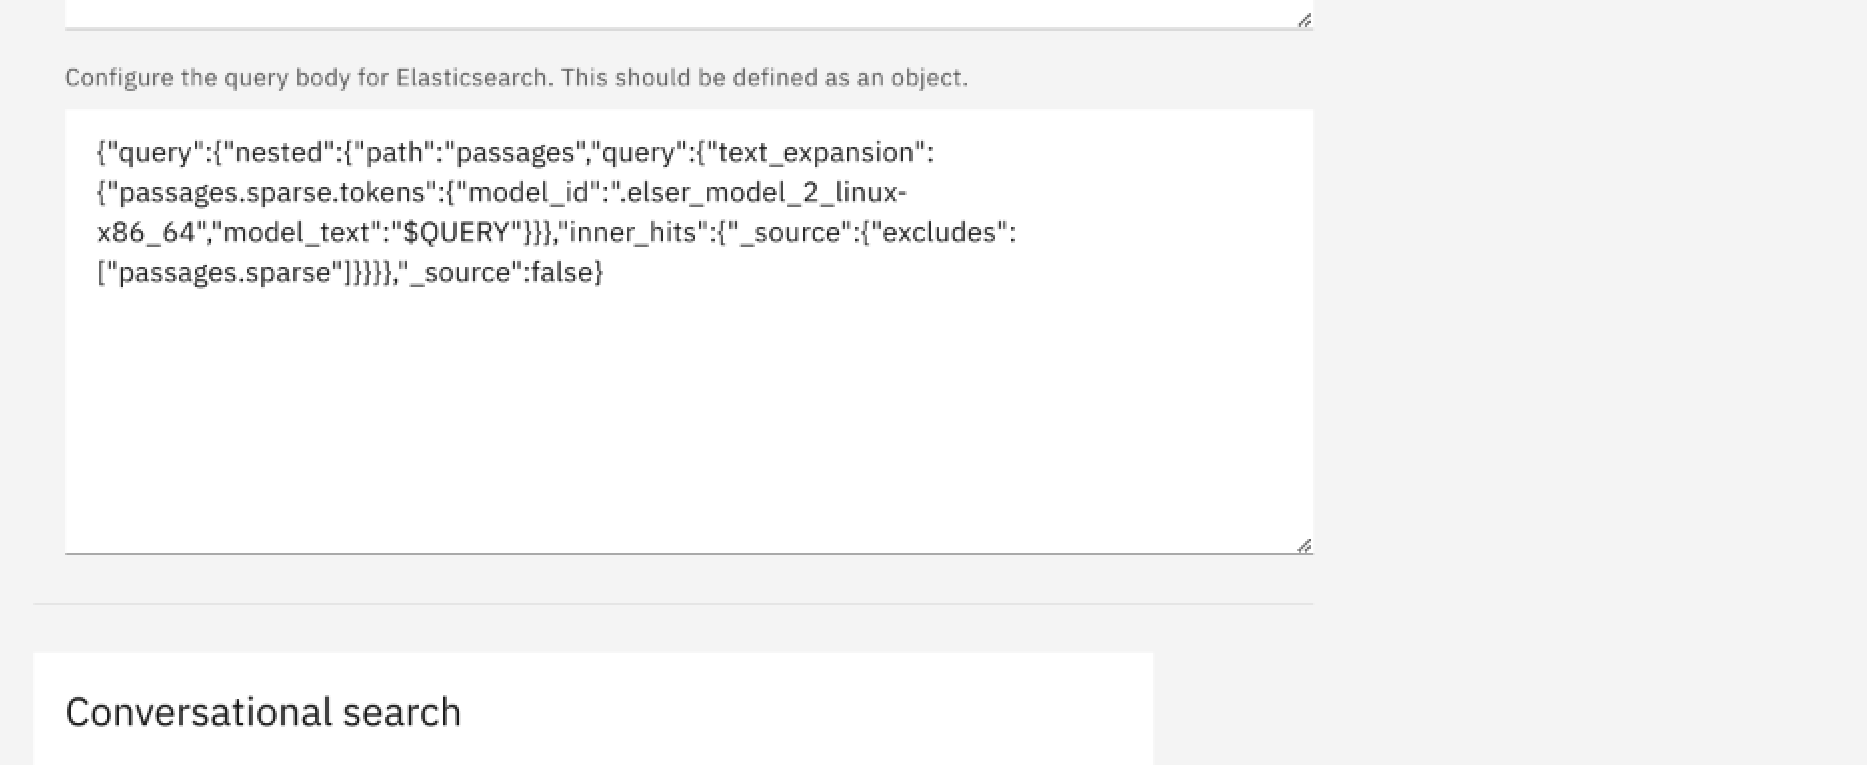 Configure the query body for Elasticsearch. This should be defined as an object.
{"query":{"nested":{"path":"passages","query":{"text_expansion":
{"passages.sparse.tokens":{"model_id":".elser_model_2_linux-
x86_64","model_text":"$QUERY"}}},"inner_hits":{"_source":{"excludes":
["passages.sparse"]}}}},"_source":false}
Conversational search